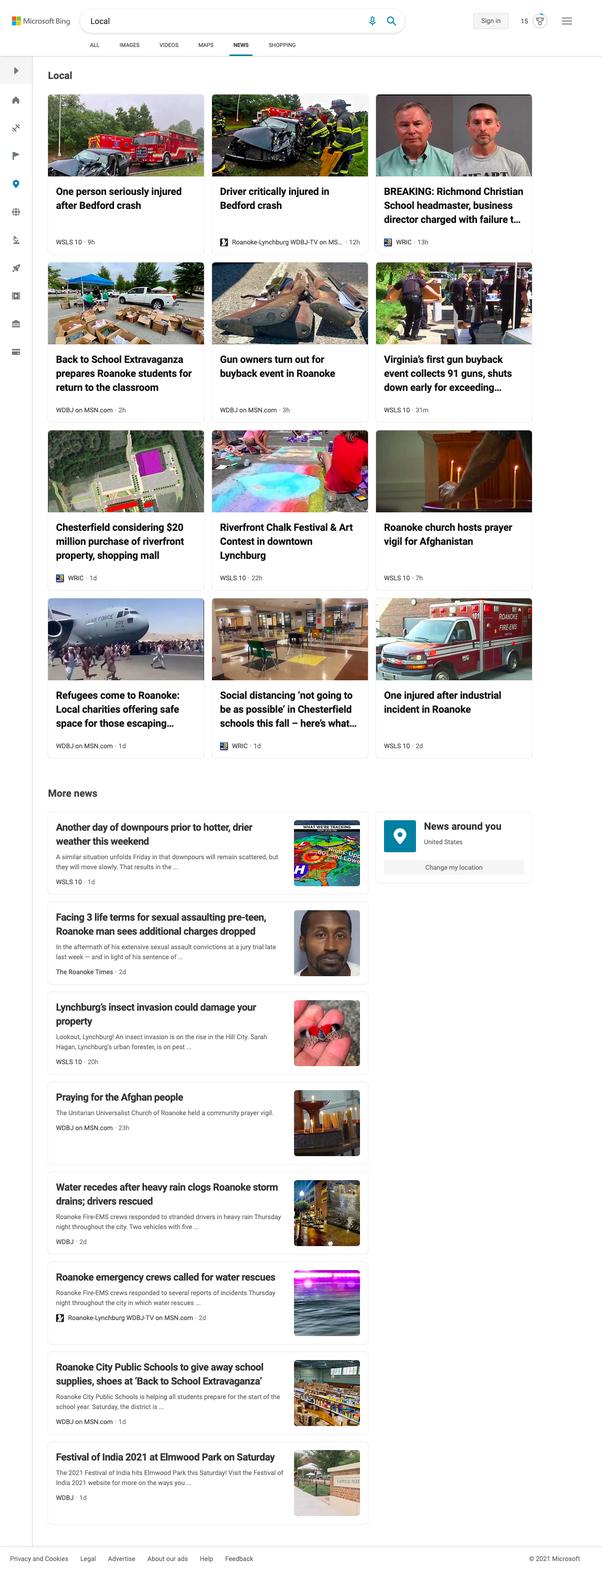 Microsoft Bing
Local
Sign in
15
ALL
IMAGES
VIDEOS
MAPS
NEWS
SHOPPING
Local
One person seriously injured
after Bedford crash
WSLS 10 · 9h
Driver critically injured in
Bedford crash
Roanoke-Lynchburg WDBJ-TV on MS... · 12h
BREAKING: Richmond Christian
School headmaster, business
director charged with failure t...
WRIC · 13h
Back to School Extravaganza
prepares Roanoke students for
return to the classroom
WDBJ on MSN.com · 2h
Gun owners turn out for
buyback event in Roanoke
WDBJ on MSN.com · 3h
Virginia's first gun buyback
event collects 91 guns, shuts
down early for exceeding...
WSLS 10 · 31m
Chesterfield considering $20
million purchase of riverfront
property, shopping mall
WRIC · 1d
Riverfront Chalk Festival & Art
Contest in downtown
Lynchburg
WSLS 10 · 22h
Roanoke church hosts prayer
vigil for Afghanistan
WSLS 10 · 7h
Refugees come to Roanoke:
Local charities offering safe
space for those escaping...
WDBJ on MSN.com · 1d
Social distancing 'not going to
be as possible' in Chesterfield
schools this fall – here's what...
WRIC · 1d
ROANOKE
FIRE-EMS
One injured after industrial
incident in Roanoke
WSLS 10 · 2d
More news
Another day of downpours prior to hotter, drier
weather this weekend
A similar situation unfolds Friday in that downpours will remain scattered, but
they will move slowly. That results in the ...
WSLS 10 · 1d
WHAT WE'RE TRACKING
News around you
United States
Change my location
Facing 3 life terms for sexual assaulting pre-teen,
Roanoke man sees additional charges dropped
In the aftermath of his extensive sexual assault convictions at a jury trial late
last week — and in light of his sentence of ...
The Roanoke Times · 2d
Lynchburg's insect invasion could damage your
property
Lookout, Lynchburg! An insect invasion is on the rise in the Hill City. Sarah
Hagan, Lynchburg's urban forester, is on pest ...
WSLS 10 · 20h
Praying for the Afghan people
The Unitarian Universalist Church of Roanoke held a community prayer vigil.
WDBJ on MSN.com · 23h
Water recedes after heavy rain clogs Roanoke storm
drains; drivers rescued
Roanoke Fire-EMS crews responded to stranded drivers in heavy rain Thursday
night throughout the city. Two vehicles with five ...
WDBJ · 2d
Roanoke emergency crews called for water rescues
Roanoke Fire-EMS crews responded to several reports of incidents Thursday
night throughout the city in which water rescues ...
Roanoke-Lynchburg WDBJ-TV on MSN.com · 2d
Roanoke City Public Schools to give away school
supplies, shoes at 'Back to School Extravaganza'
Roanoke City Public Schools is helping all students prepare for the start of the
school year. Saturday, the district is ...
WDBJ on MSN.com · 1d
Festival of India 2021 at Elmwood Park on Saturday
The 2021 Festival of India hits Elmwood Park this Saturday! Visit the Festival of
India 2021 website for more on the ways you ...
WDBJ · 1d
Privacy and Cookies
Legal
Advertise
About our ads
Help
Feedback
© 2021 Microsoft